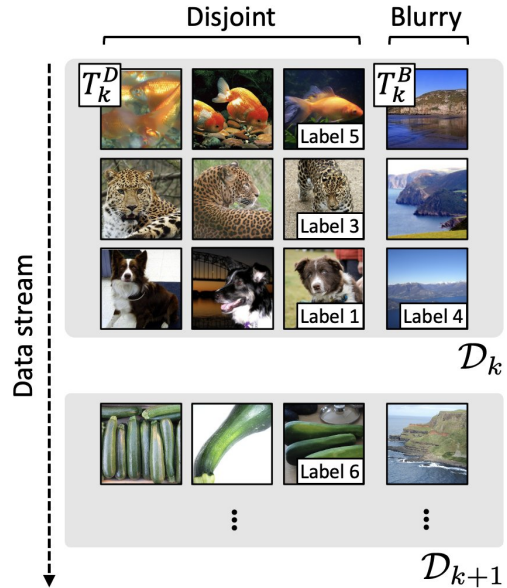 Disjoint Blurry
T_k^D T_k^B
Label 5
Label 3
Label 1 Label 4
Data stream
𝒟_k
Label 6
⋮ ⋮
𝒟_{k+1}